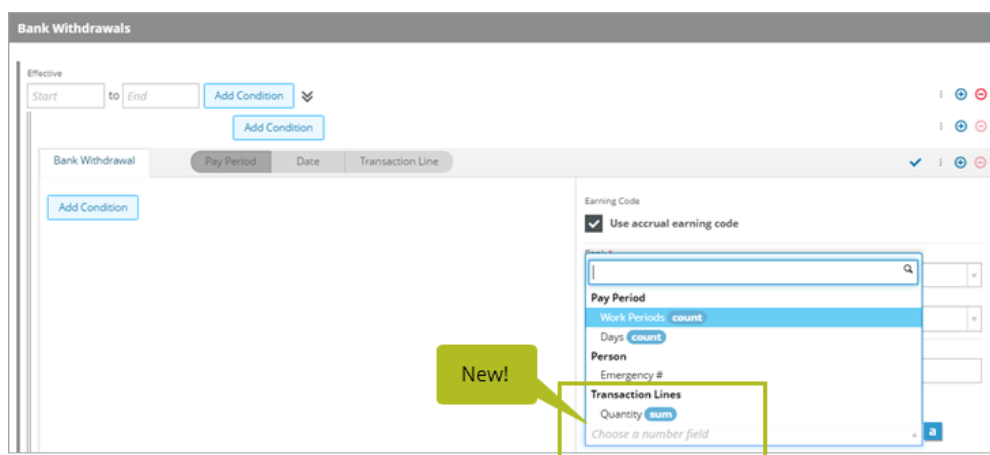 Bank Withdrawals
Effective
Start to End Add Condition
Add Condition
Bank Withdrawal Pay Period Date Transaction Line
Add Condition
Earning Code
Use accrual earning code
Pay Period
Work Periods count
Days count
Person
Emergency #
Transaction Lines
Quantity sum
Choose a number field a
New!